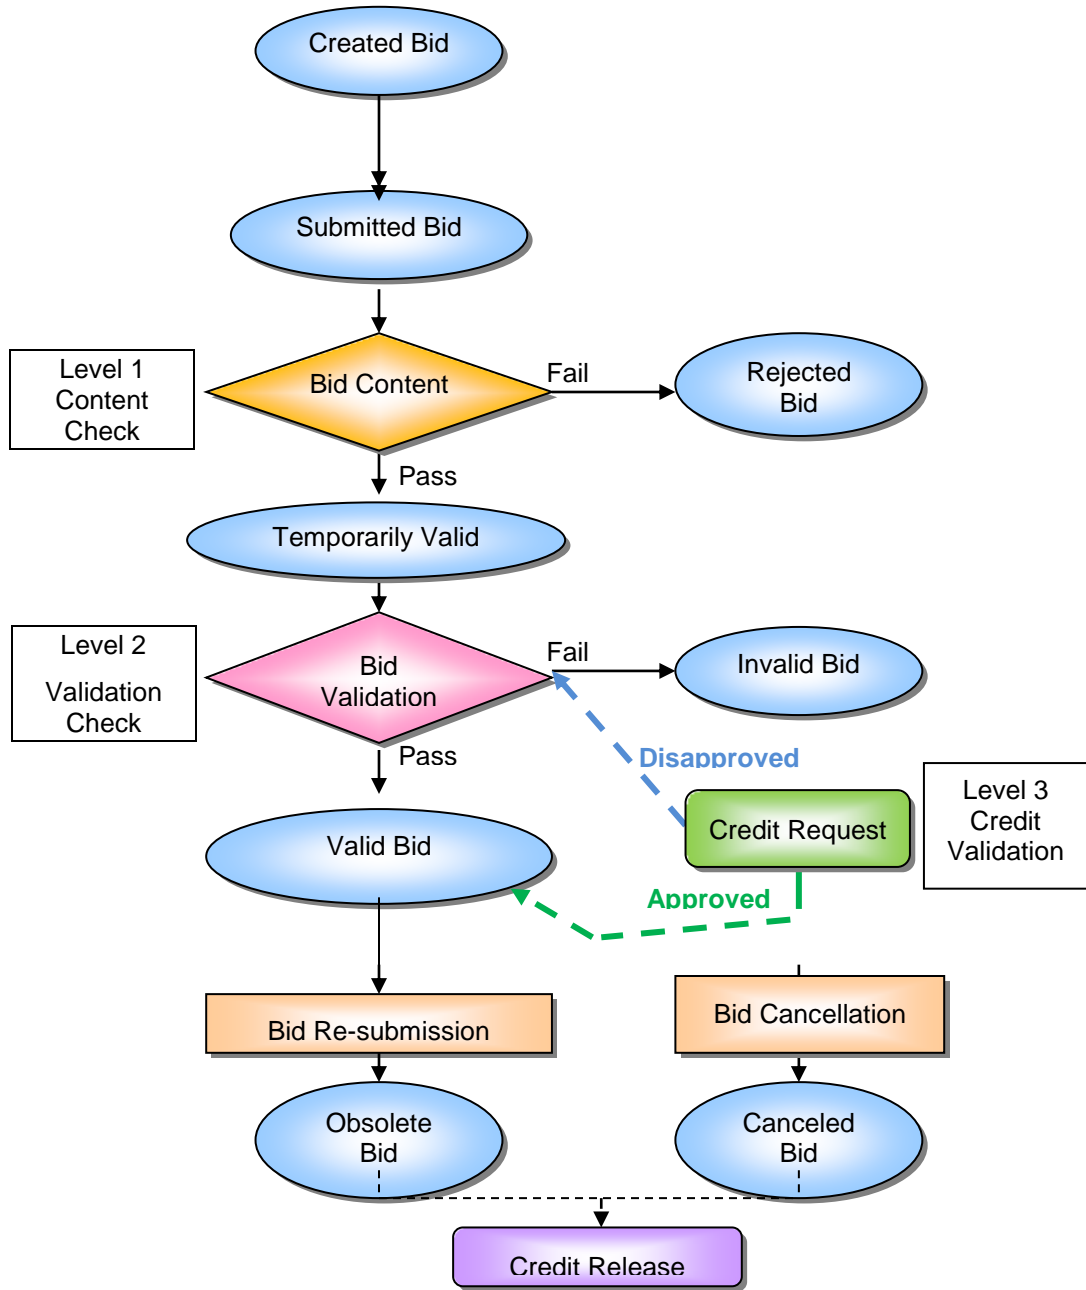 Created Bid
Submitted Bid
Level 1
Content
Check
Bid Content
Fail
Rejected
Bid
Pass
Temporarily Valid
Level 2
Validation
Check
Bid
Validation
Fail
Invalid Bid
Pass
Disapproved
Valid Bid
Credit Request
Level 3
Credit
Validation
Approved
Bid Re-submission
Bid Cancellation
Obsolete
Bid
Canceled
Bid
Credit Release